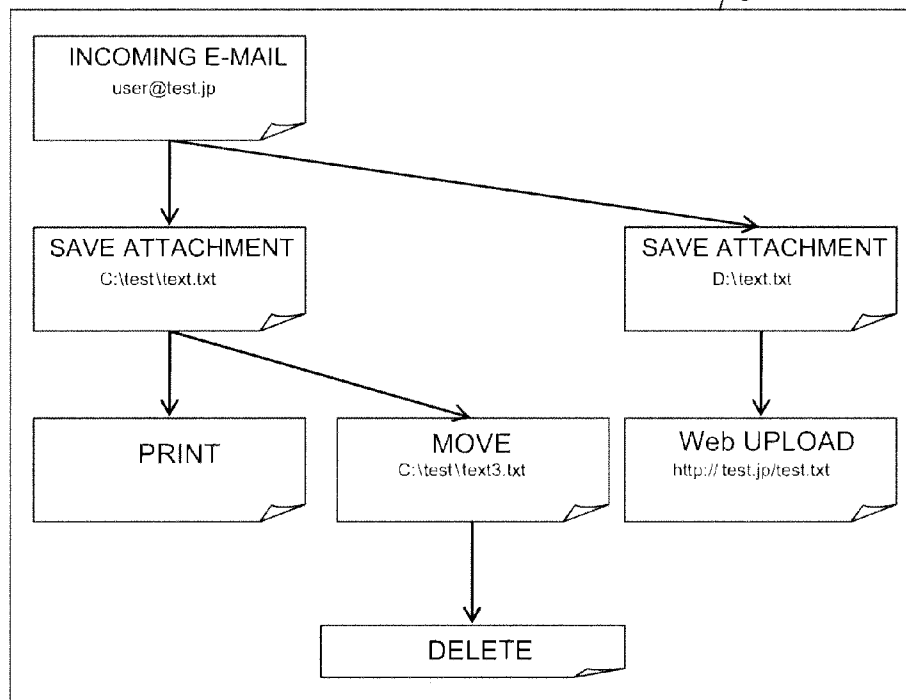 INCOMING E-MAIL
user@test.jp
SAVE ATTACHMENT
C:\test\text.txt
SAVE ATTACHMENT
D:\text.txt
PRINT
MOVE
C:\test\text3.txt
Web UPLOAD
http://test.jp/test.txt
DELETE